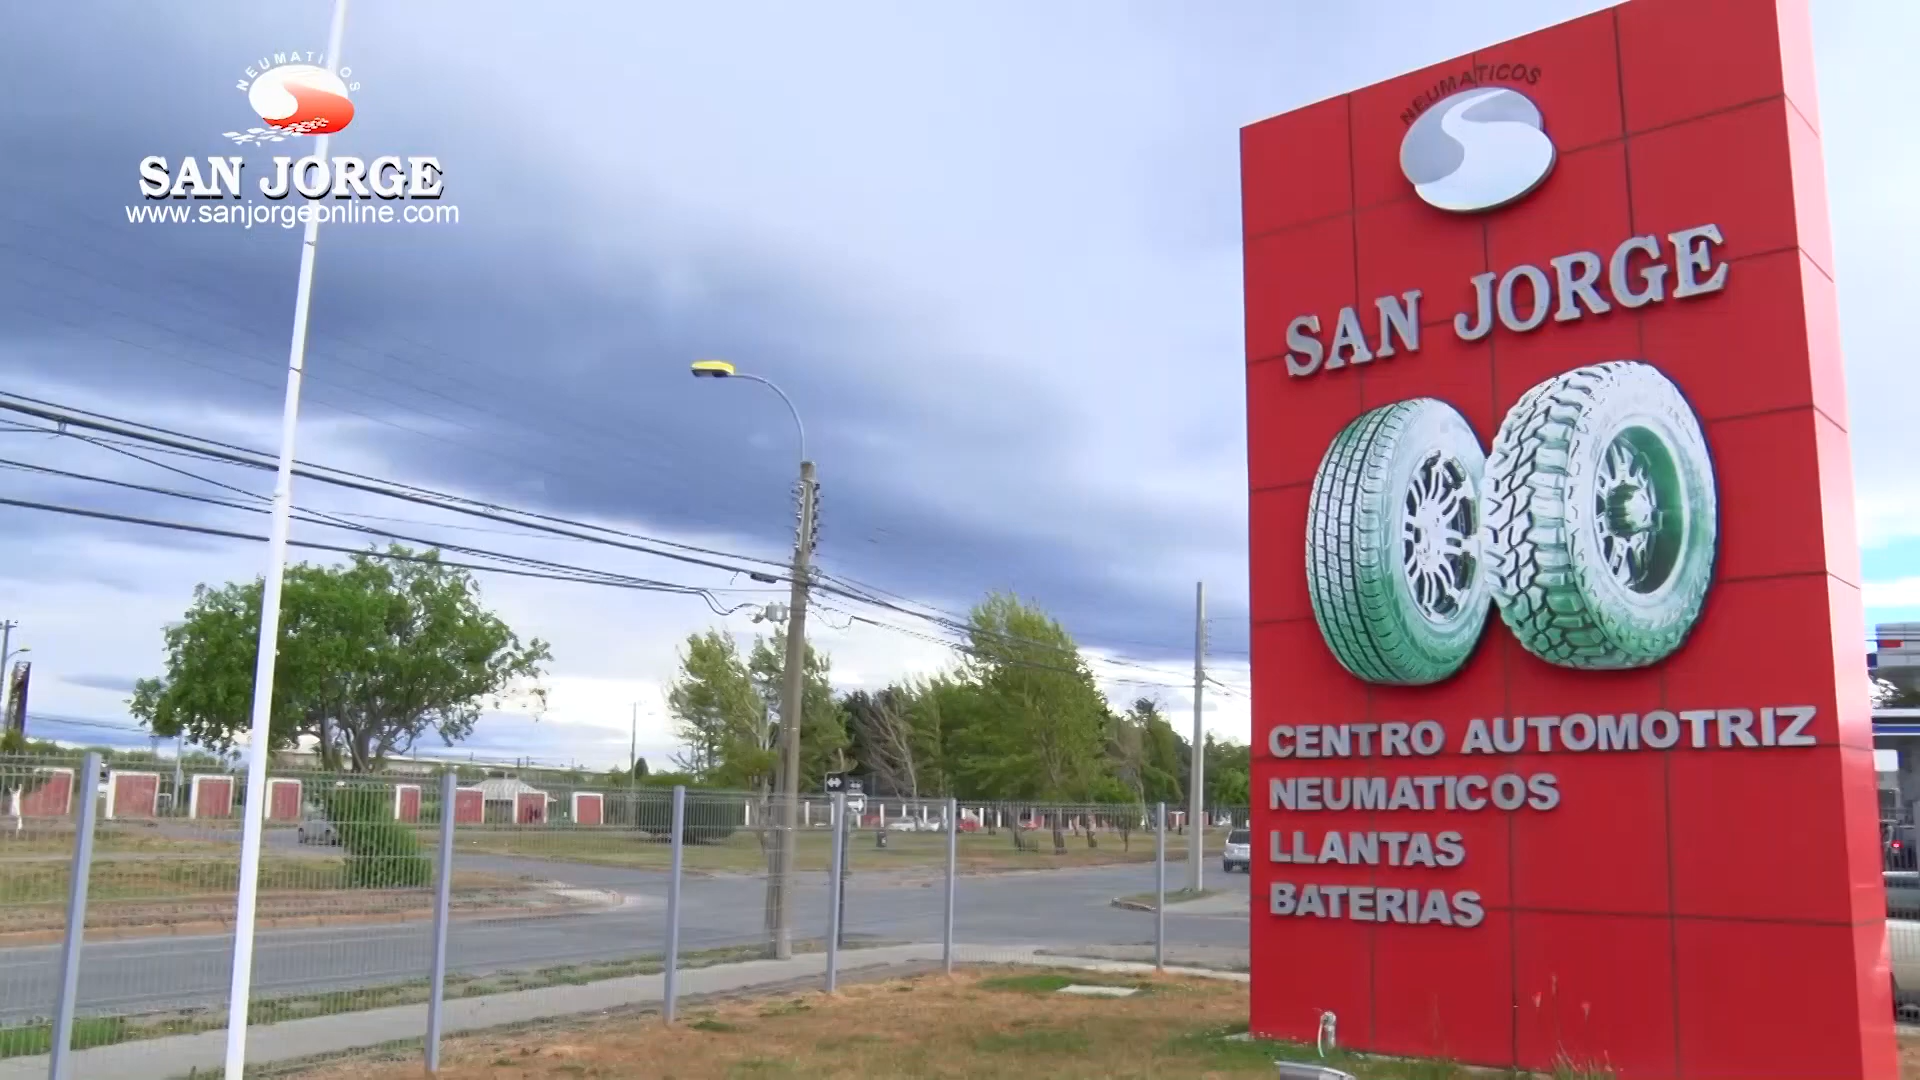 NEUMATICOS
SAN JORGE
www.sanjorgeonline.com
NEUMATICOS
SAN JORGE
CENTRO AUTOMOTRIZ
NEUMATICOS
LLANTAS
BATERIAS